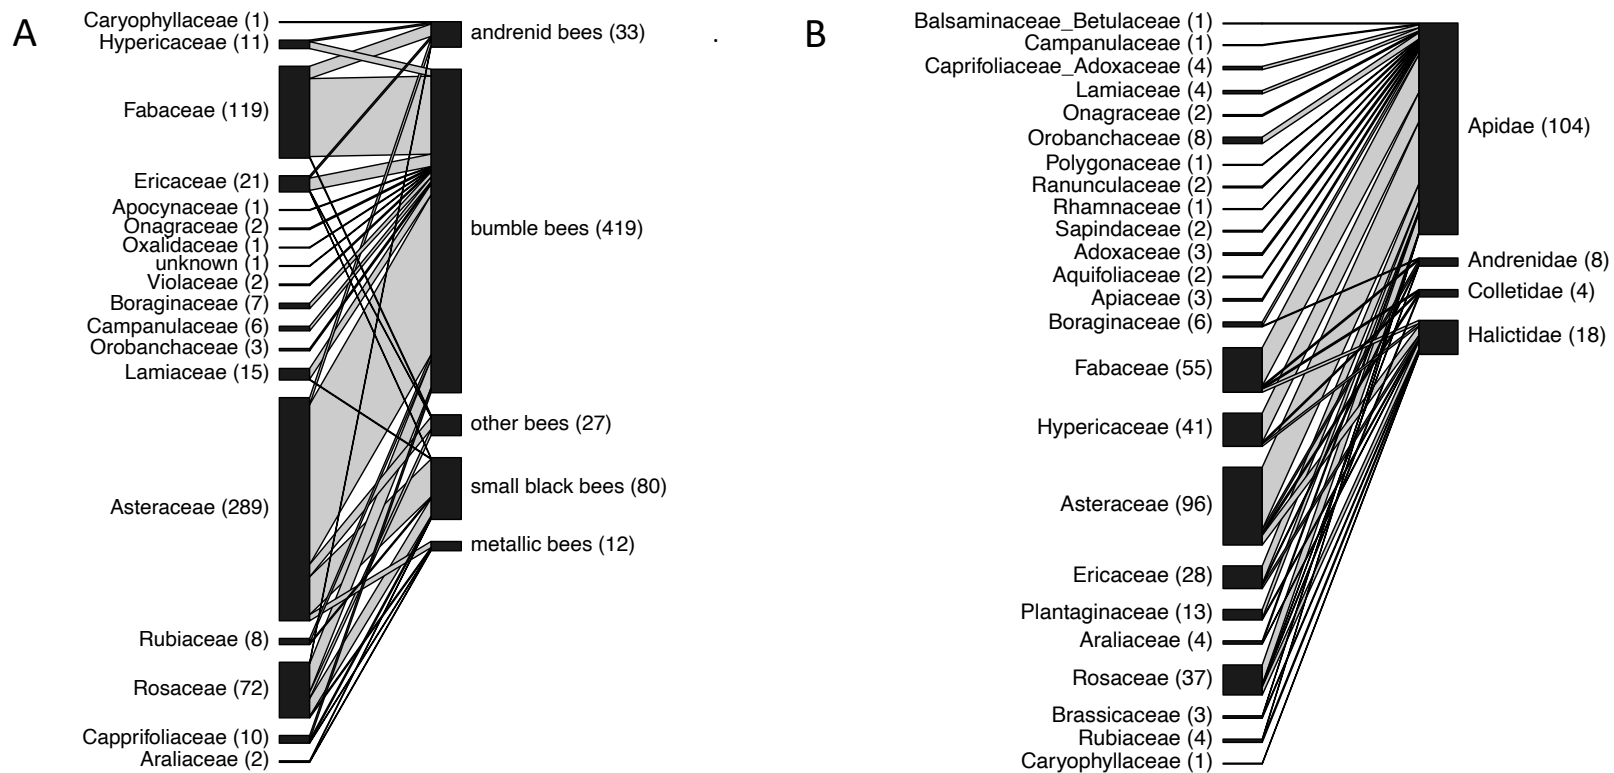 A
Caryophyllaceae (1)
Hypericaceae (11)
Fabaceae (119)
Ericaceae (21)
Apocynaceae (1)
Onagraceae (2)
Oxalidaceae (1)
unknown (1)
Violaceae (2)
Boraginaceae (7)
Campanulaceae (6)
Orobanchaceae (3)
Lamiaceae (15)
Asteraceae (289)
Rubiaceae (8)
Rosaceae (72)
Capprifoliaceae (10)
Araliaceae (2)
andrenid bees (33)
bumble bees (419)
other bees (27)
small black bees (80)
metallic bees (12)
.
B
Balsaminaceae_Betulaceae (1)
Campanulaceae (1)
Caprifoliaceae_Adoxaceae (4)
Lamiaceae (4)
Onagraceae (2)
Orobanchaceae (8)
Polygonaceae (1)
Ranunculaceae (2)
Rhamnaceae (1)
Sapindaceae (2)
Adoxaceae (3)
Aquifoliaceae (2)
Apiaceae (3)
Boraginaceae (6)
Fabaceae (55)
Hypericaceae (41)
Asteraceae (96)
Ericaceae (28)
Plantaginaceae (13)
Araliaceae (4)
Rosaceae (37)
Brassicaceae (3)
Rubiaceae (4)
Caryophyllaceae (1)
Apidae (104)
Andrenidae (8)
Colletidae (4)
Halictidae (18)